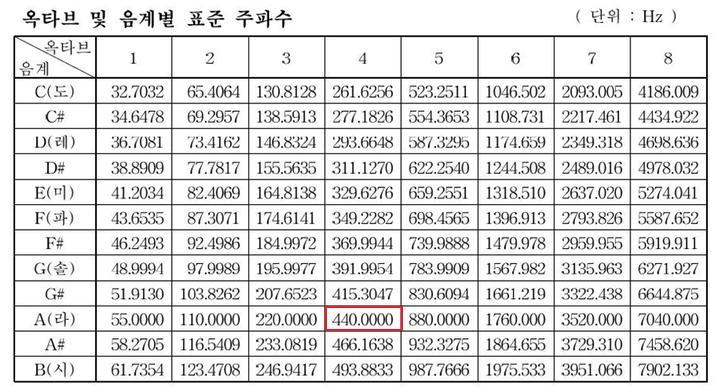 옥타브 및 음계별 표준 주파수 ( 단위 : Hz )
옥타브 음계 1 2 3 4 5 6 7 8
C(도) 32.7032 65.4064 130.8128 261.6256 523.2511 1046.502 2093.005 4186.009
C# 34.6478 69.2957 138.5913 277.1826 554.3653 1108.731 2217.461 4434.922
D(레) 36.7081 73.4162 146.8324 293.6648 587.3295 1174.659 2349.318 4698.636
D# 38.8909 77.7817 155.5635 311.1270 622.2540 1244.508 2489.016 4978.032
E(미) 41.2034 82.4069 164.8138 329.6276 659.2551 1318.510 2637.020 5274.041
F(파) 43.6535 87.3071 174.6141 349.2282 698.4565 1396.913 2793.826 5587.652
F# 46.2493 92.4986 184.9972 369.9944 739.9888 1479.978 2959.955 5919.911
G(솔) 48.9994 97.9989 195.9977 391.9954 783.9909 1567.982 3135.963 6271.927
G# 51.9130 103.8262 207.6523 415.3047 830.6094 1661.219 3322.438 6644.875
A(라) 55.0000 110.0000 220.0000 440.0000 880.0000 1760.000 3520.000 7040.000
A# 58.2705 116.5409 233.0819 466.1638 932.3275 1864.655 3729.310 7458.620
B(시) 61.7354 123.4708 246.9417 493.8833 987.7666 1975.533 3951.066 7902.133